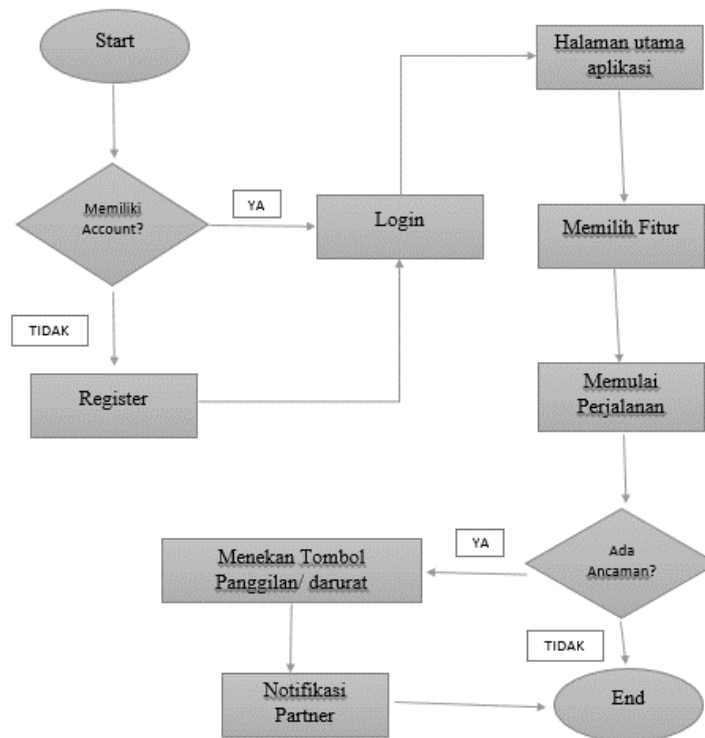 Start
Memiliki
Account?
YA
Login
TIDAK
Register
Halaman utama
aplikasi
Memilih Fitur
Memulai
Perjalanan
Ada
Ancaman?
YA
Menekan Tombol
Panggilan/ darurat
TIDAK
Notifikasi
Partner
End